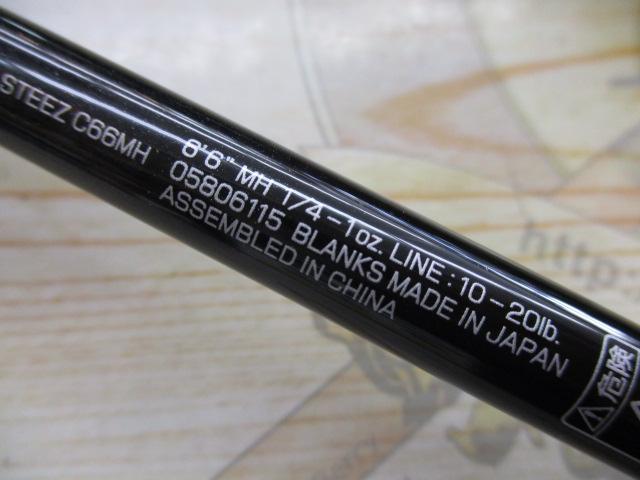 STEEZ C66MH
6'6" MH 1/4–1oz. LINE : 10–20lb.
05806115 BLANKS MADE IN JAPAN
ASSEMBLED IN CHINA
危険
http: